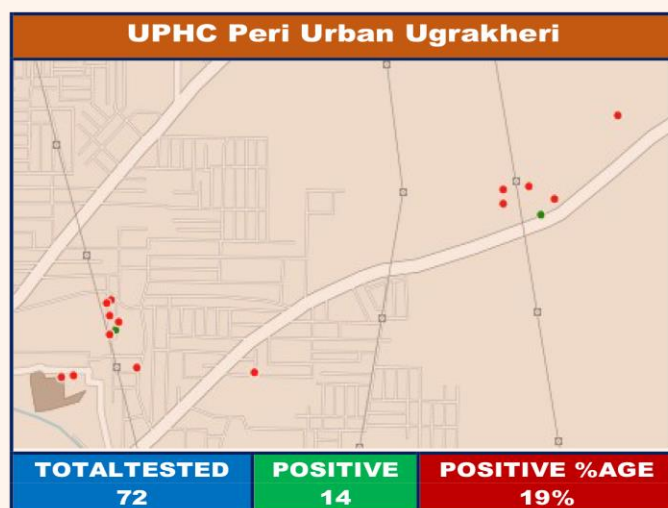 UPHC Peri Urban Ugrakheri
TOTALTESTED POSITIVE POSITIVE %AGE
72 14 19%